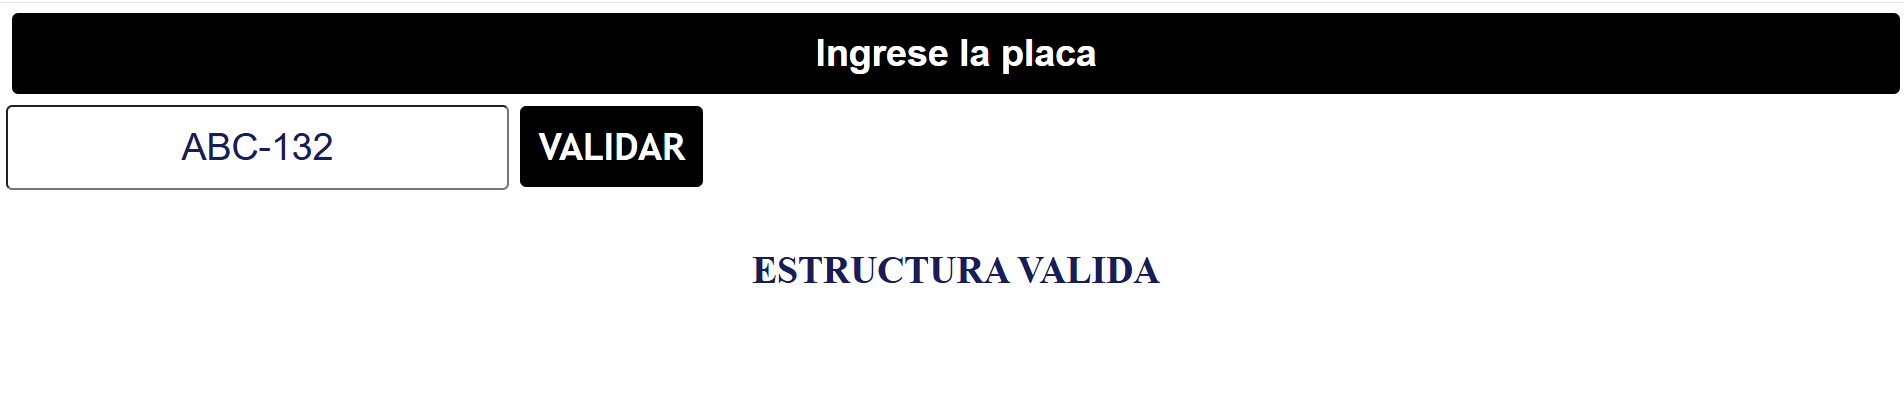 Ingrese la placa
ABC-132 VALIDAR
ESTRUCTURA VALIDA